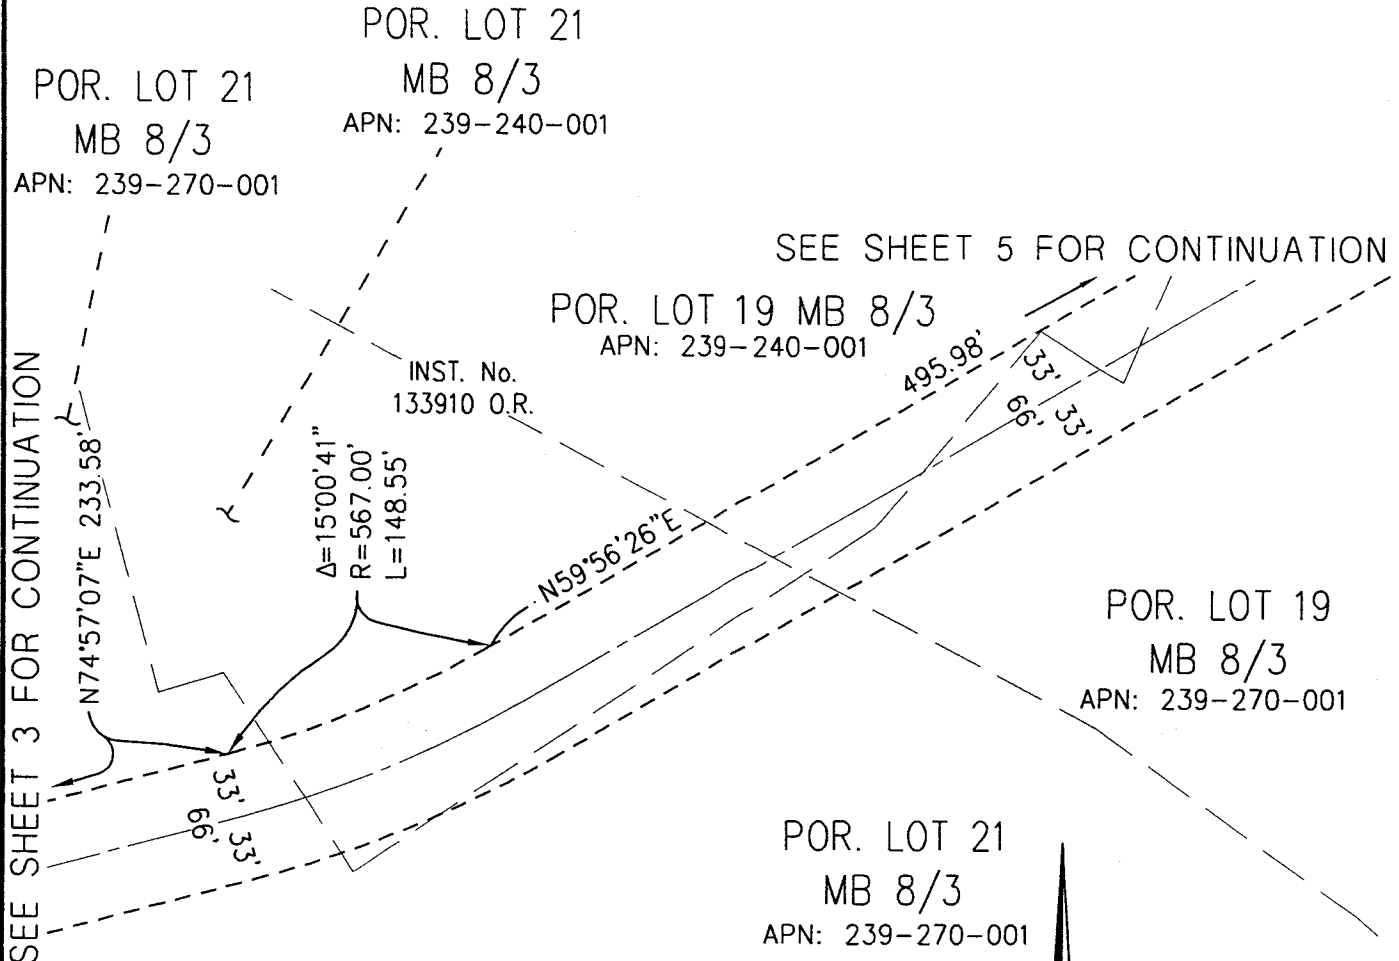 POR. LOT 21
MB 8/3
APN: 239-240-001
POR. LOT 21
MB 8/3
APN: 239-270-001
SEE SHEET 5 FOR CONTINUATION
POR. LOT 19 MB 8/3
APN: 239-240-001
INST. No.
133910 O.R.
495.98'
33'
33'
66'
SEE SHEET 3 FOR CONTINUATION
N74°57'07"E 233.58'
Δ=15°00'41"
R=567.00'
L=148.55'
N59°56'26"E
POR. LOT 19
MB 8/3
APN: 239-270-001
33'
33'
66'
POR. LOT 21
MB 8/3
APN: 239-270-001